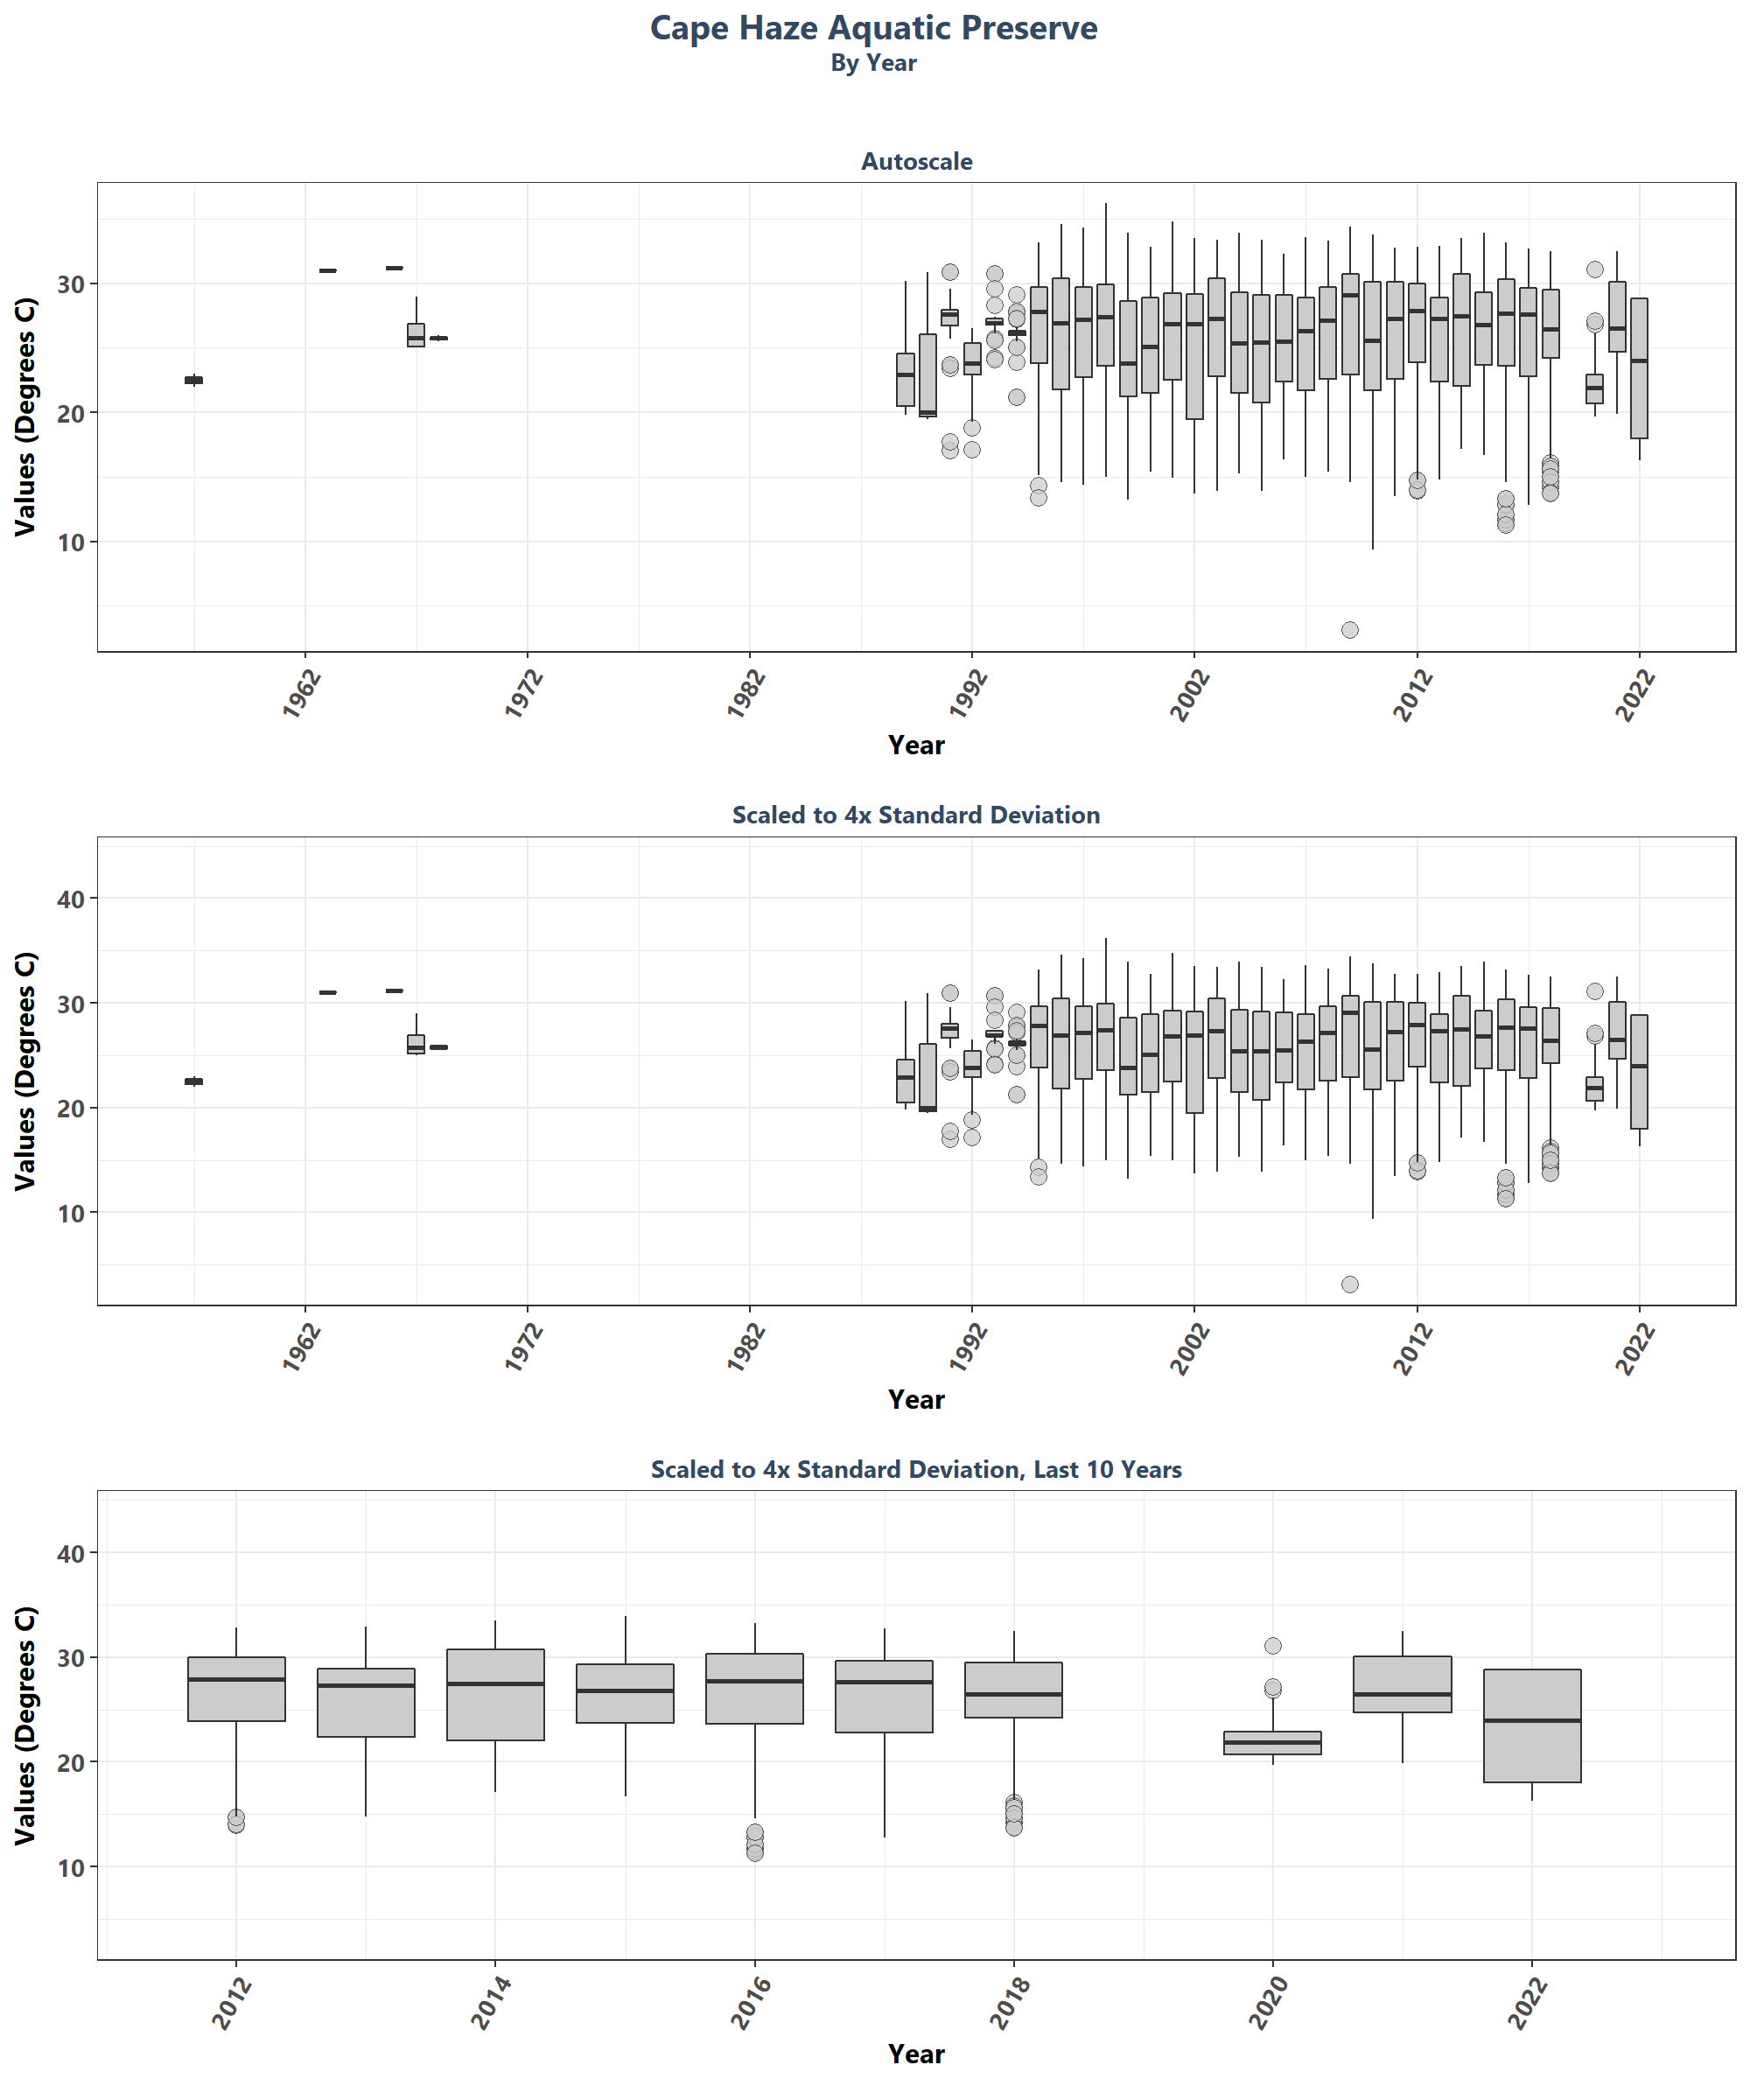 Cape Haze Aquatic Preserve
By Year
Autoscale
Values (Degrees C)
30
20
10
1962
1972
1982
1992
2002
2012
2022
Year
Scaled to 4x Standard Deviation
Values (Degrees C)
40
30
20
10
1962
1972
1982
1992
2002
2012
2022
Year
Scaled to 4x Standard Deviation, Last 10 Years
Values (Degrees C)
40
30
20
10
2012
2014
2016
2018
2020
2022
Year